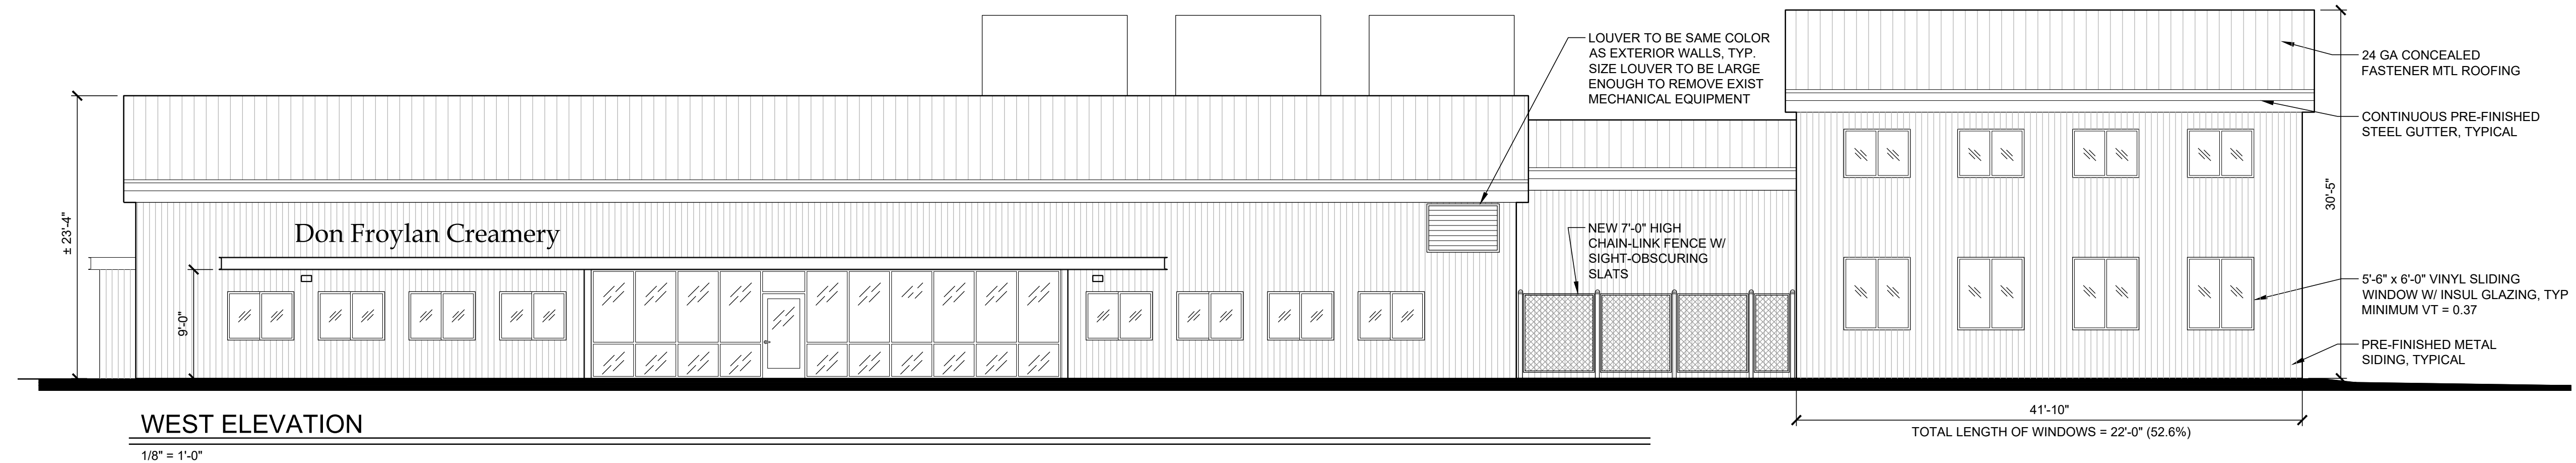 LOUVER TO BE SAME COLOR
AS EXTERIOR WALLS, TYP.
SIZE LOUVER TO BE LARGE
ENOUGH TO REMOVE EXIST
MECHANICAL EQUIPMENT
24 GA CONCEALED
FASTENER MTL ROOFING
CONTINUOUS PRE-FINISHED
STEEL GUTTER, TYPICAL
± 23'-4"
30'-5"
Don Froylan Creamery
NEW 7'-0" HIGH
CHAIN-LINK FENCE W/
SIGHT-OBSCURING
SLATS
9'-0"
5'-6" x 6'-0" VINYL SLIDING
WINDOW W/ INSUL GLAZING, TYP
MINIMUM VT = 0.37
PRE-FINISHED METAL
SIDING, TYPICAL
41'-10"
TOTAL LENGTH OF WINDOWS = 22'-0" (52.6%)
WEST ELEVATION
1/8" = 1'-0"